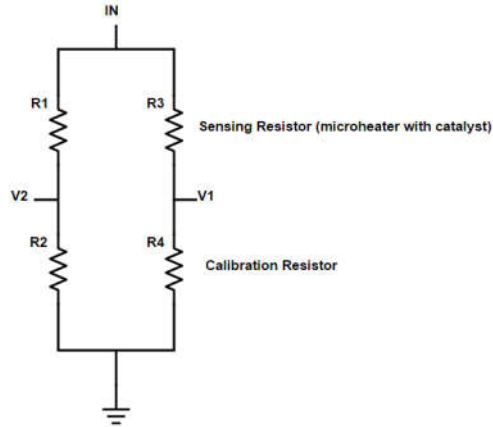 IN
R1
R3
Sensing Resistor (microheater with catalyst)
V2
V1
R2
R4
Calibration Resistor